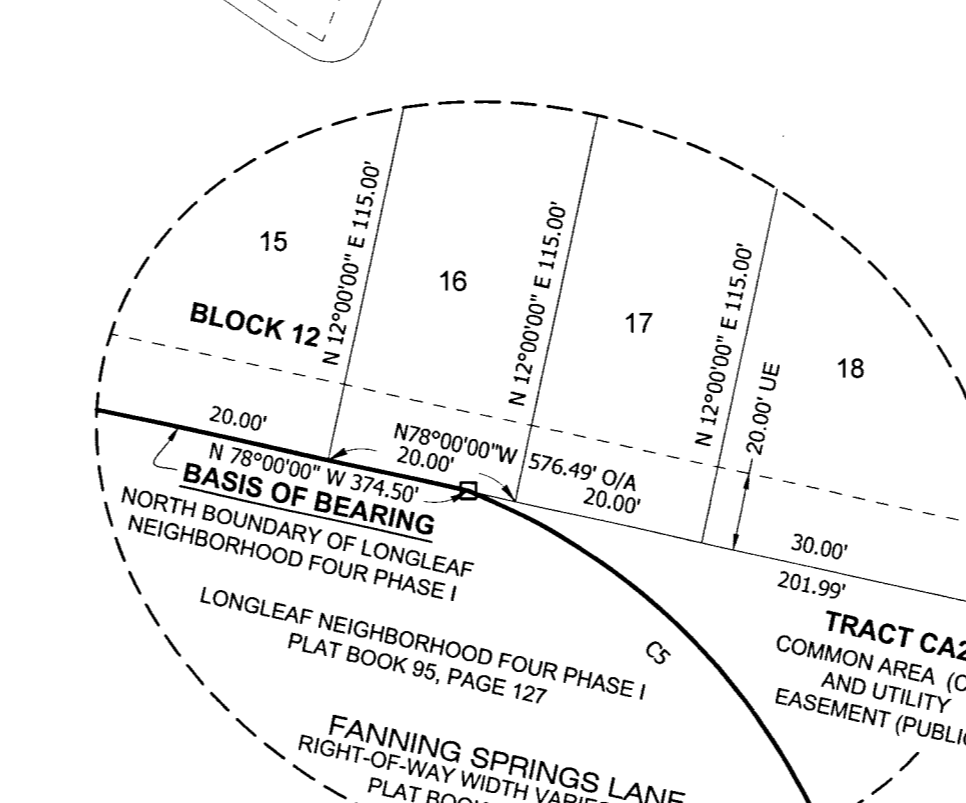 15
16
17
18
BLOCK 12
N 12°00'00" E 115.00'
N 12°00'00" E 115.00'
N 12°00'00" E 115.00'
20.00' UE
20.00'
N78°00'00"W 576.49' O/A
20.00'
20.00'
30.00'
201.99'
N 78°00'00" W 374.50'
BASIS OF BEARING
NORTH BOUNDARY OF LONGLEAF
NEIGHBORHOOD FOUR PHASE I
LONGLEAF NEIGHBORHOOD FOUR PHASE I
PLAT BOOK 95, PAGE 127
C5
TRACT CA2
COMMON AREA (C
AND UTILITY
EASEMENT (PUBLIC
FANNING SPRINGS LANE
RIGHT-OF-WAY WIDTH VARIES
PLAT BOOK